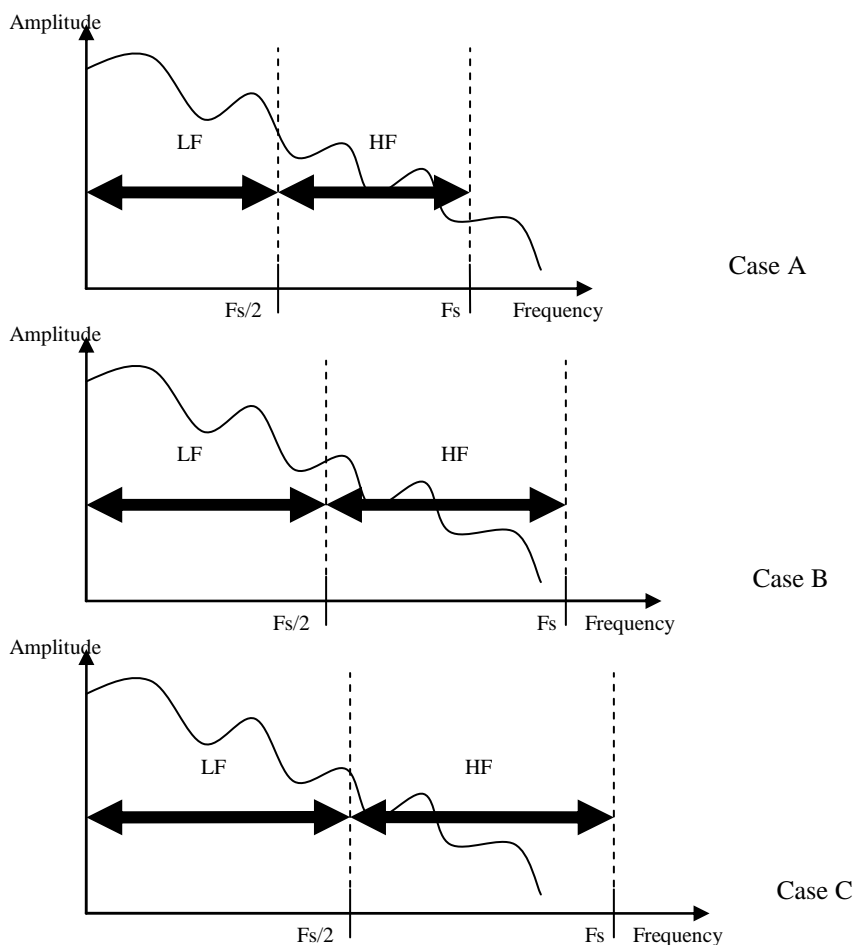 Amplitude
LF HF
Case A
Fs/2 Fs Frequency
Amplitude
LF HF
Case B
Fs/2 Fs Frequency
Amplitude
LF HF
Case C
Fs/2 Fs Frequency